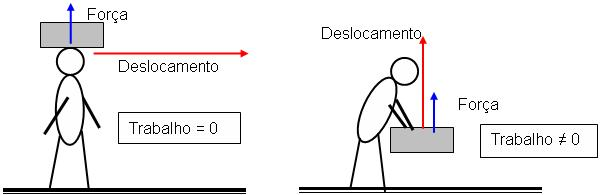 Força
Deslocamento
Trabalho = 0
Deslocamento
Força
Trabalho ≠ 0